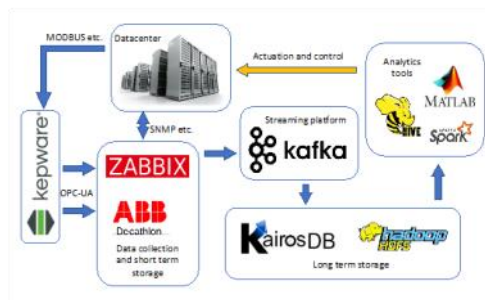 MODBUS etc.
Datacenter
Actuation and control
Analytics
tools
MATLAB
HIVE
Spark
SNMP etc.
Streaming platform
kafka
kepware
OPC-UA
ZABBIX
ABB
Decathlon...
Data collection
and short term
storage
KairosDB
hadoop
HDFS
Long term storage